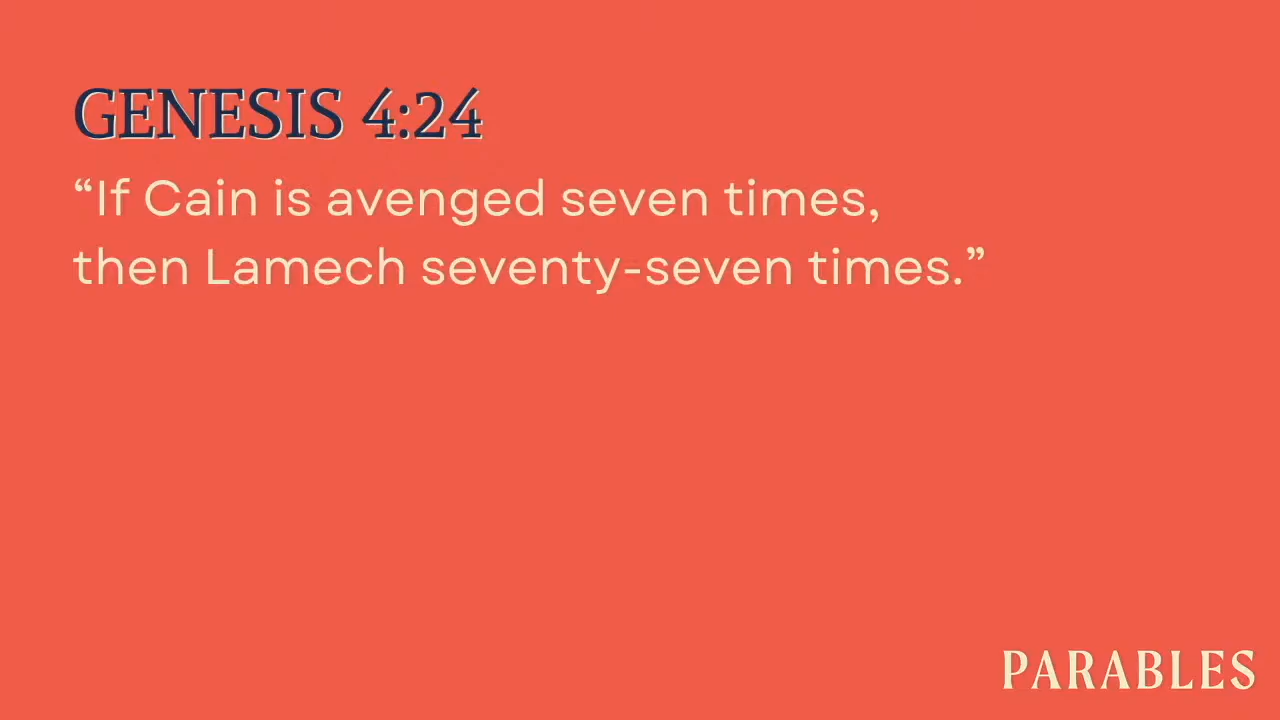 GENESIS 4:24
“If Cain is avenged seven times,
then Lamech seventy-seven times.”
PARABLES